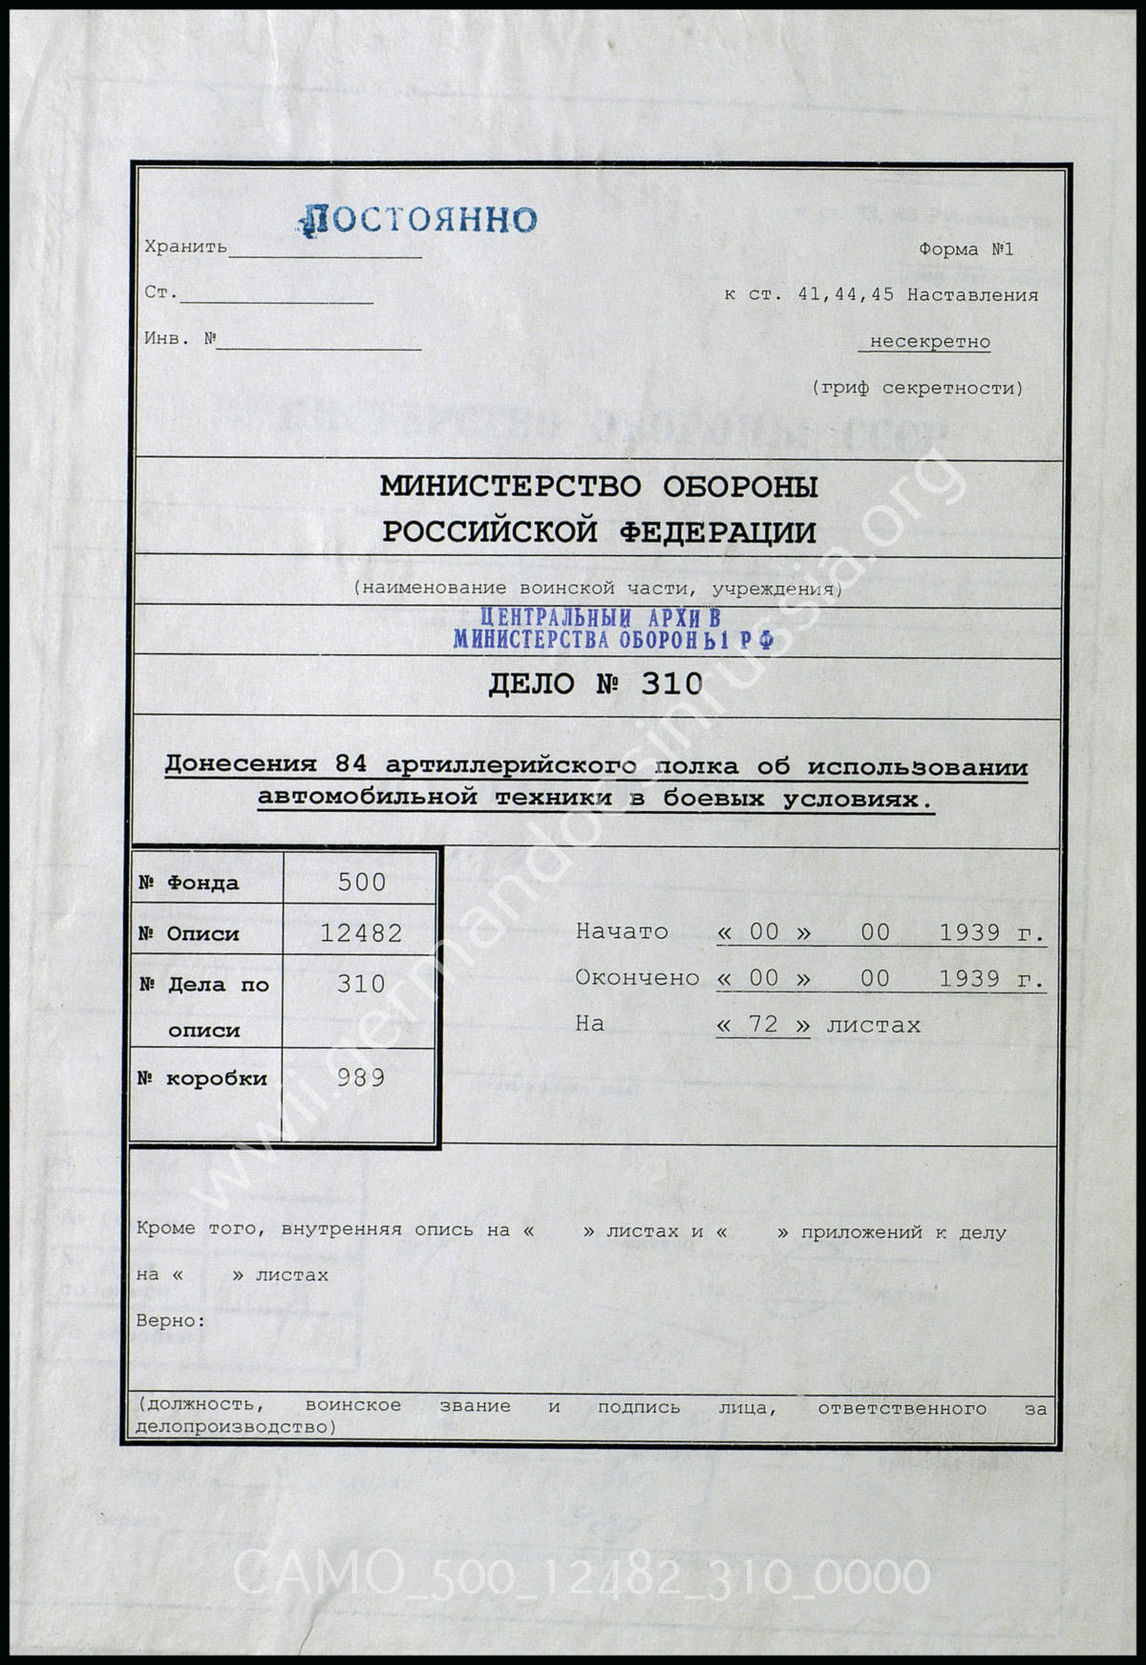 ПОСТОЯННО
Хранить
Форма №1
Ст.
к ст. 41,44,45 Наставления
Инв. №
несекретно
(гриф секретности)
МИНИСТЕРСТВО ОБОРОНЫ
РОССИЙСКОЙ ФЕДЕРАЦИИ
(наименование воинской части, учреждения)
ЦЕНТРАЛЬНЫЙ АРХИВ
МИНИСТЕРСТВА ОБОРОНЫ РФ
ДЕЛО № 310
Донесения 84 артиллерийского полка об использовании
автомобильной техники в боевых условиях.
№ Фонда 500
№ Описи 12482
№ Дела по 310
описи
№ коробки 989
Начато « 00 » 00 1939 г.
Окончено « 00 » 00 1939 г.
На « 72 » листах
Кроме того, внутренняя опись на « » листах и « » приложений к делу
на « » листах
Верно:
(должность, воинское звание и подпись лица, ответственного за
делопроизводство)
wwii.germandocsinrussia.org
CAMO_500_12482_310_0000